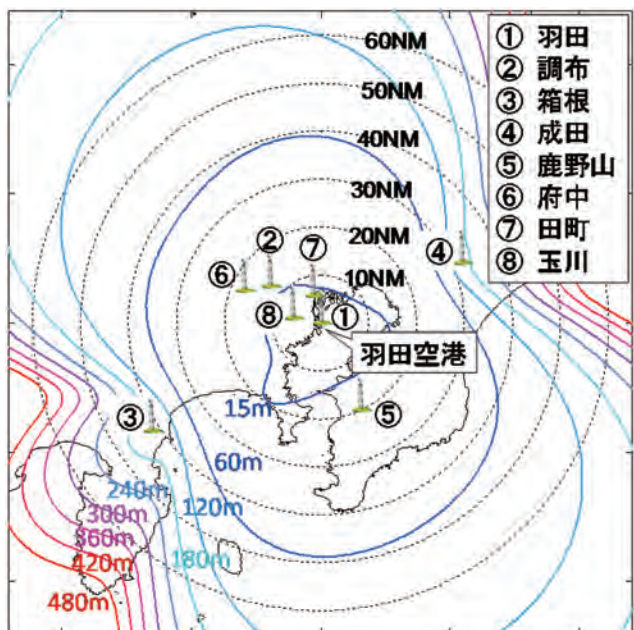 60NM
50NM
40NM
30NM
20NM
10NM
① 羽田
② 調布
③ 箱根
④ 成田
⑤ 鹿野山
⑥ 府中
⑦ 田町
⑧ 玉川
②
⑦
④
⑥
⑧
①
羽田空港
③
15m
⑤
60m
240m
120m
300m
360m
180m
420m
480m